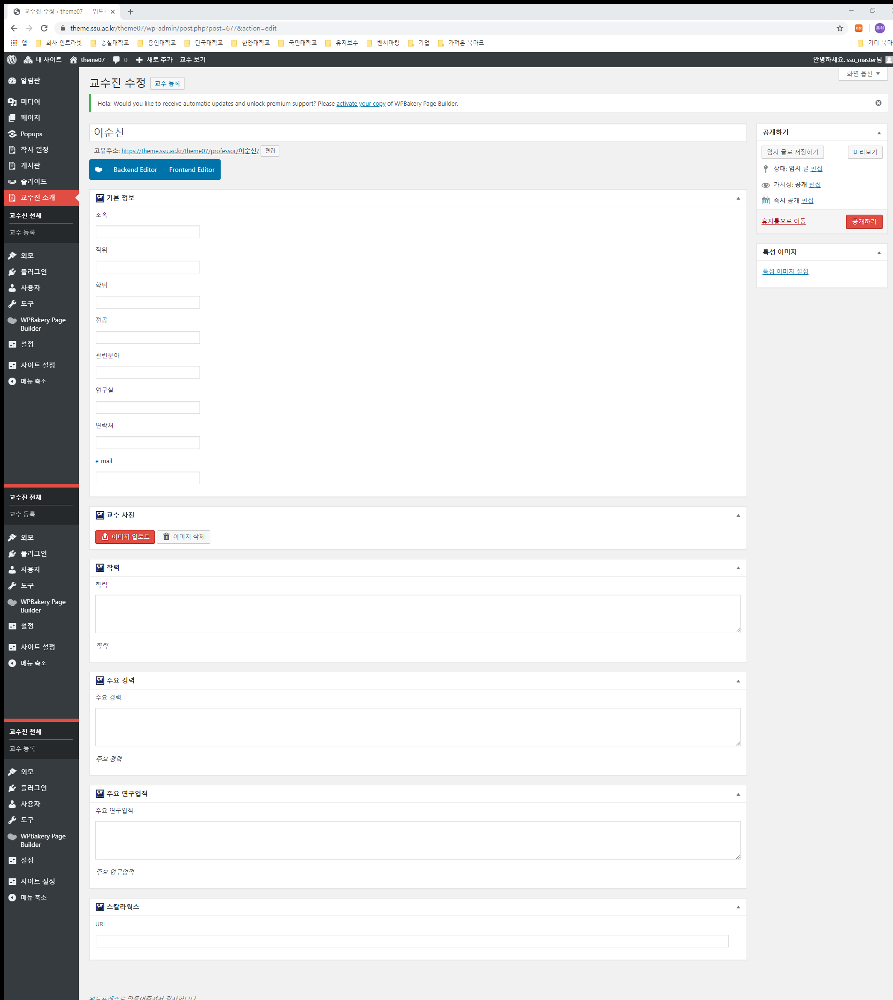 교수진 수정 ‹ theme07 — 워드프
theme.ssu.ac.kr/theme07/wp-admin/post.php?post=677&action=edit
종현
앱 회사 인트라넷 숭실대학교 용인대학교 단국대학교 한양대학교 국민대학교 유지보수 벤치마킹 기업 가져온 북마크 기타 북마
내 사이트 theme07 0 새로 추가 교수 보기 안녕하세요. ssu_master님
화면 옵션
알림판
미디어
페이지
Popups
학사 일정
게시판
슬라이드
교수진 소개
교수진 전체
교수 등록
외모
플러그인
사용자
도구
WPBakery Page
Builder
설정
사이트 설정
메뉴 축소
교수진 전체
교수 등록
외모
플러그인
사용자
도구
WPBakery Page
Builder
설정
사이트 설정
메뉴 축소
교수진 전체
교수 등록
외모
플러그인
사용자
도구
WPBakery Page
Builder
설정
사이트 설정
메뉴 축소
교수진 수정 교수 등록
Hola! Would you like to receive automatic updates and unlock premium support? Please activate your copy of WPBakery Page Builder.
이순신
고유주소: https://theme.ssu.ac.kr/theme07/professor/이순신/ 편집
Backend Editor Frontend Editor
기본 정보
소속
직위
학위
전공
관련분야
연구실
연락처
e-mail
교수 사진
이미지 업로드 이미지 삭제
학력
학력
학력
주요 경력
주요 경력
주요 경력
주요 연구업적
주요 연구업적
주요 연구업적
스칼라웍스
URL
워드프레스로 만들어주셔서 감사합니다
공개하기
임시 글로 저장하기 미리보기
상태: 임시 글 편집
가시성: 공개 편집
즉시 공개 편집
휴지통으로 이동 공개하기
특성 이미지
특성 이미지 설정